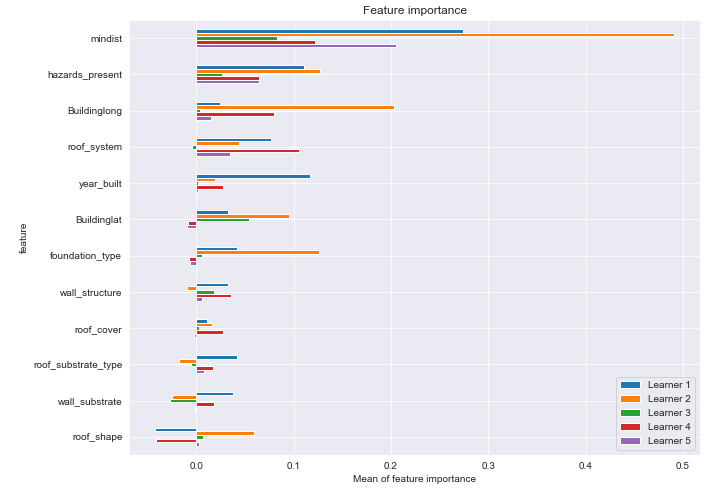 Feature importance
feature
mindist
hazards_present
Buildinglong
roof_system
year_built
Buildinglat
foundation_type
wall_structure
roof_cover
roof_substrate_type
wall_substrate
roof_shape
Learner 1
Learner 2
Learner 3
Learner 4
Learner 5
0.0 0.1 0.2 0.3 0.4 0.5
Mean of feature importance